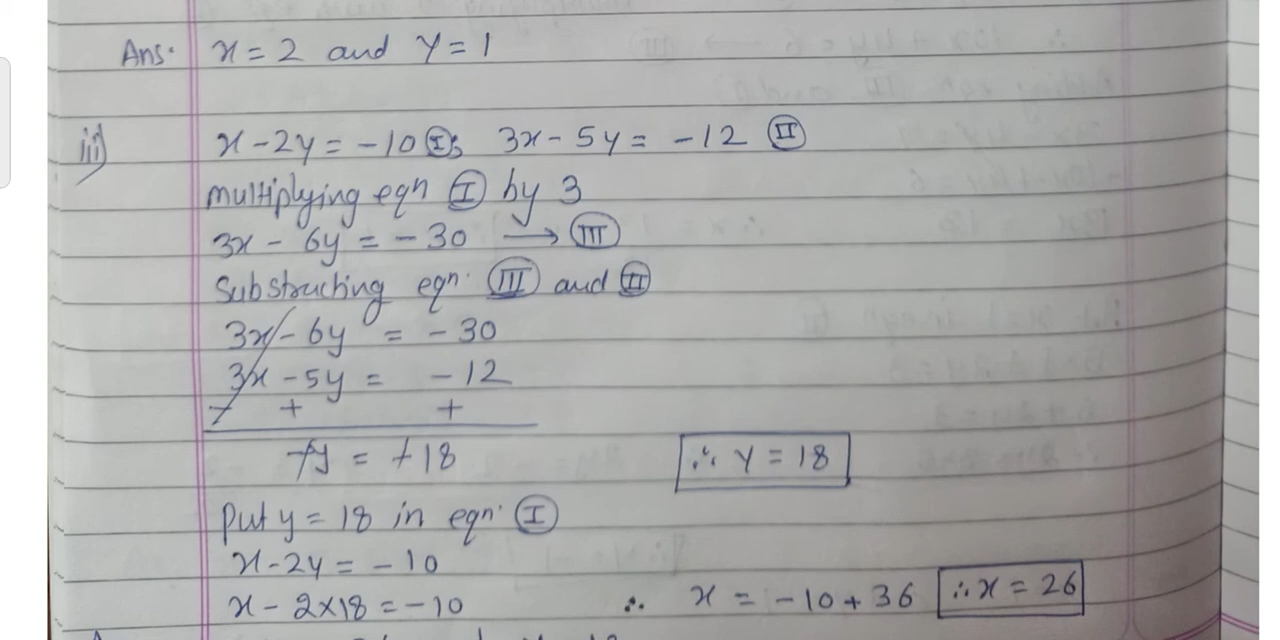 Ans. x = 2 and y = 1
iii) x - 2y = -10 (I); 3x - 5y = -12 (II)
multiplying eqn (I) by 3
3x - 6y = -30 → (III)
Substructing eqn. (III) and (II)
3x - 6y = -30
3x - 5y = -12
- + +
-y = -18 ∴ y = 18
Put y = 18 in eqn. (I)
x - 2y = -10
x - 2×18 = -10 ∴ x = -10 + 36 ∴ x = 26